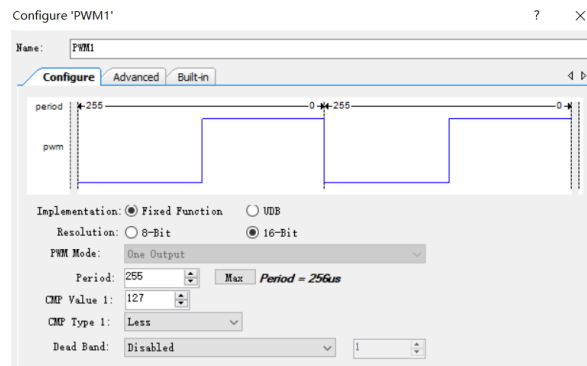 Configure 'PWM1' ? ×
Name: PWM1
Configure Advanced Built-in
period 255 0 255 0
pwm
Implementation: Fixed Function UDB
Resolution: 8-Bit 16-Bit
PWM Mode: One Output
Period: 255 Max Period = 256us
CMP Value 1: 127
CMP Type 1: Less
Dead Band: Disabled 1